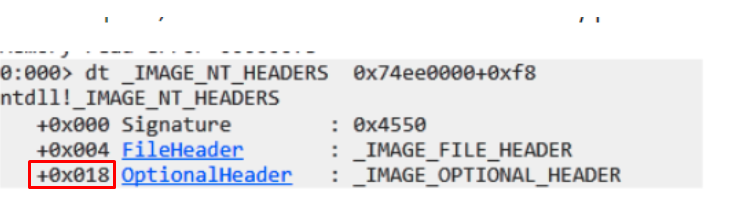 0:000> dt _IMAGE_NT_HEADERS 0x74ee0000+0xf8
ntdll!_IMAGE_NT_HEADERS
+0x000 Signature : 0x4550
+0x004 FileHeader : _IMAGE_FILE_HEADER
+0x018 OptionalHeader : _IMAGE_OPTIONAL_HEADER